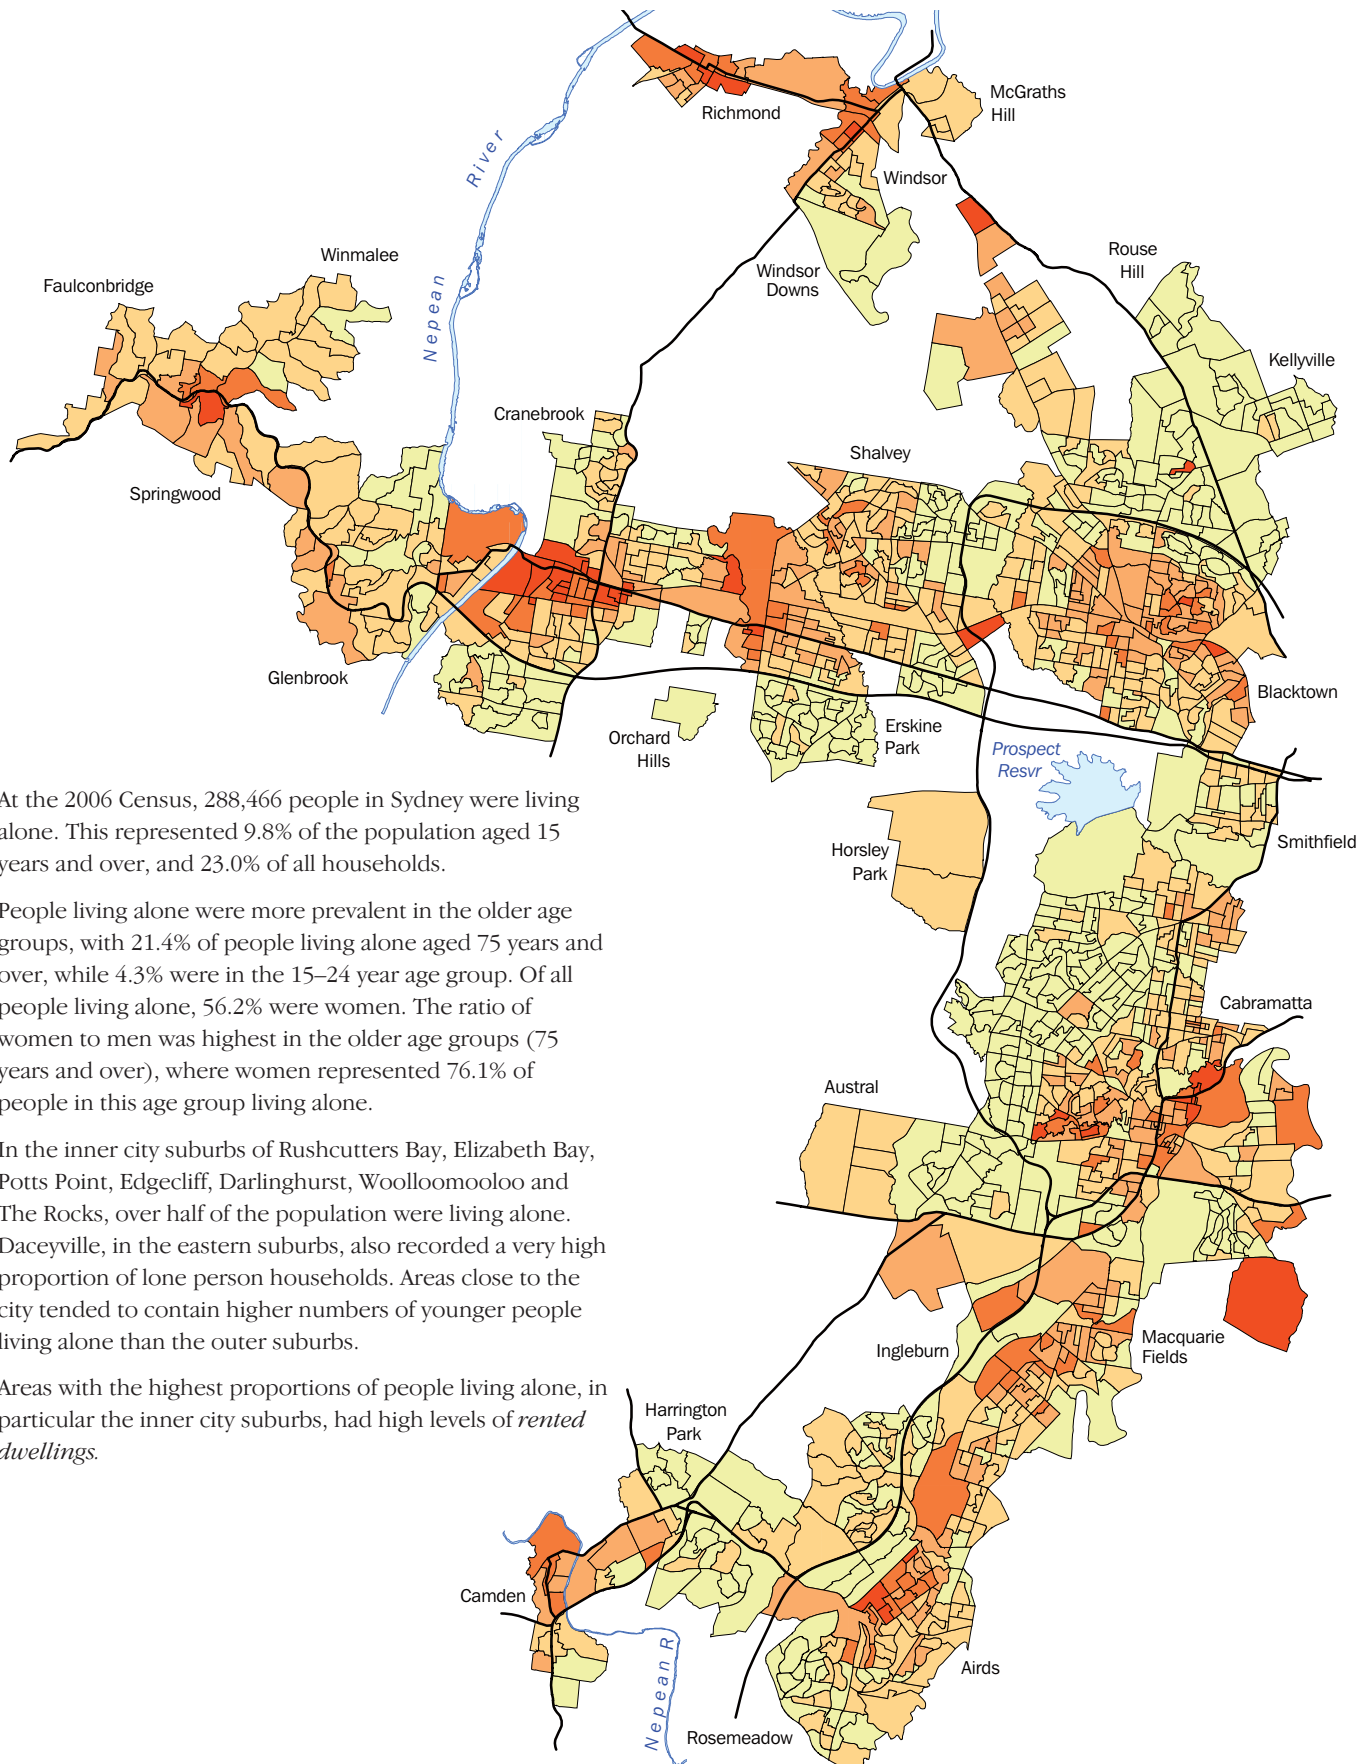 McGraths
Hill
Richmond
River
Windsor
Winmalee
Rouse
Hill
Windsor
Downs
Faulconbridge
Nepean
Kellyville
Cranebrook
Shalvey
Springwood
Glenbrook
Blacktown
Orchard
Hills
Erskine
Park
Prospect
Resvr
At the 2006 Census, 288,466 people in Sydney were living
alone. This represented 9.8% of the population aged 15
years and over, and 23.0% of all households.
Smithfield
Horsley
Park
People living alone were more prevalent in the older age
groups, with 21.4% of people living alone aged 75 years and
over, while 4.3% were in the 15–24 year age group. Of all
people living alone, 56.2% were women. The ratio of
women to men was highest in the older age groups (75
years and over), where women represented 76.1% of
people in this age group living alone.
Cabramatta
Austral
In the inner city suburbs of Rushcutters Bay, Elizabeth Bay,
Potts Point, Edgecliff, Darlinghurst, Woolloomooloo and
The Rocks, over half of the population were living alone.
Daceyville, in the eastern suburbs, also recorded a very high
proportion of lone person households. Areas close to the
city tended to contain higher numbers of younger people
living alone than the outer suburbs.
Ingleburn
Macquarie
Fields
Areas with the highest proportions of people living alone, in
particular the inner city suburbs, had high levels of rented
dwellings.
Harrington
Park
Camden
Airds
Nepean R
Rosemeadow